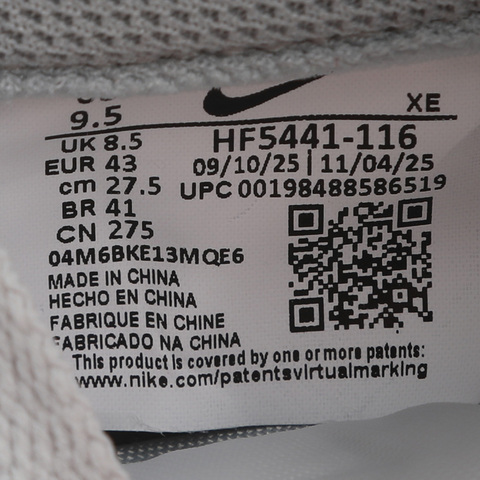 XE
9.5
UK 8.5
HF5441-116
EUR 43
09/10/25 | 11/04/25
cm 27.5
UPC 00198488586519
BR 41
CN 275
04M6BKE13MQE6
MADE IN CHINA
HECHO EN CHINA
FABRIQUE EN CHINE
FABRICADO NA CHINA
This product is covered by one or more patents:
www.nike.com/patentsvirtualmarking